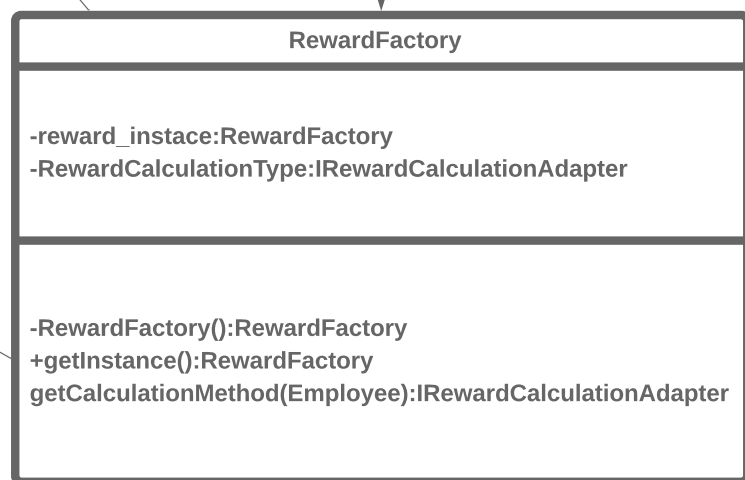 RewardFactory
-reward_instace:RewardFactory
-RewardCalculationType:IRewardCalculationAdapter
-RewardFactory():RewardFactory
+getInstance():RewardFactory
getCalculationMethod(Employee):IRewardCalculationAdapter